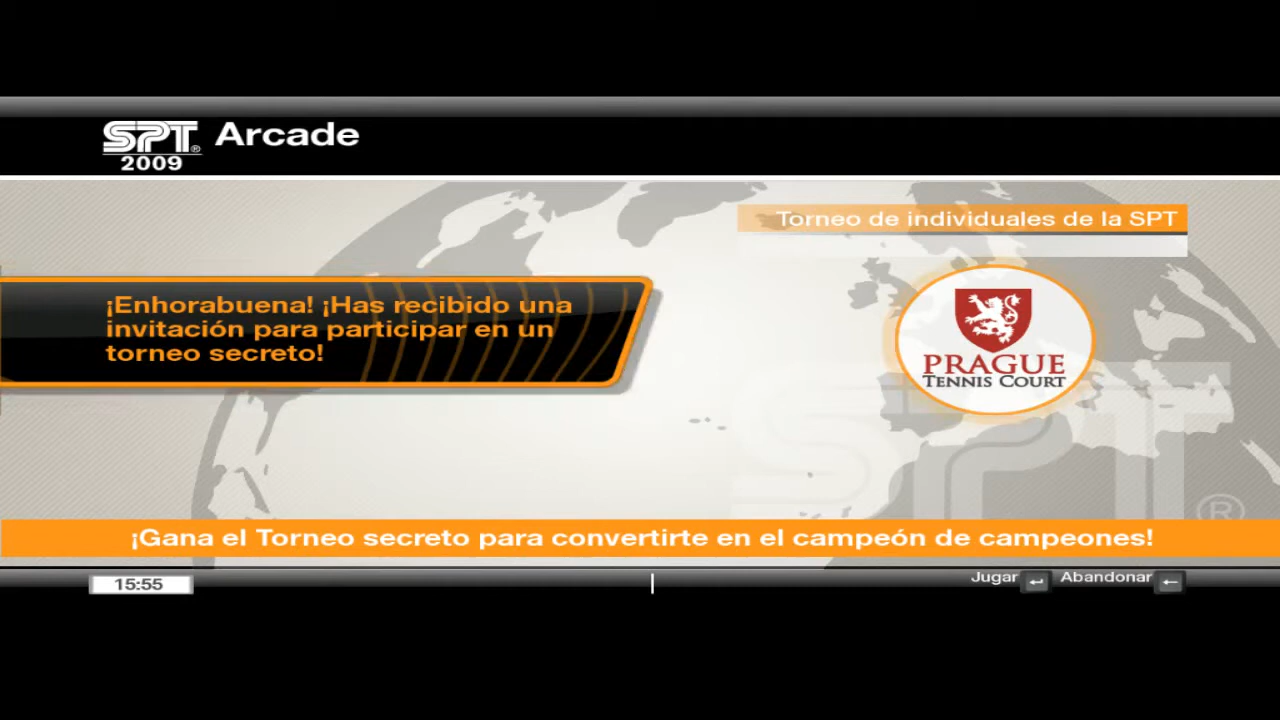 SPT® Arcade
2009
Torneo de individuales de la SPT
¡Enhorabuena! ¡Has recibido una
invitación para participar en un
torneo secreto!
PRAGUE
TENNIS COURT
SPT®
¡Gana el Torneo secreto para convertirte en el campeón de campeones!
15:55
Jugar Abandonar